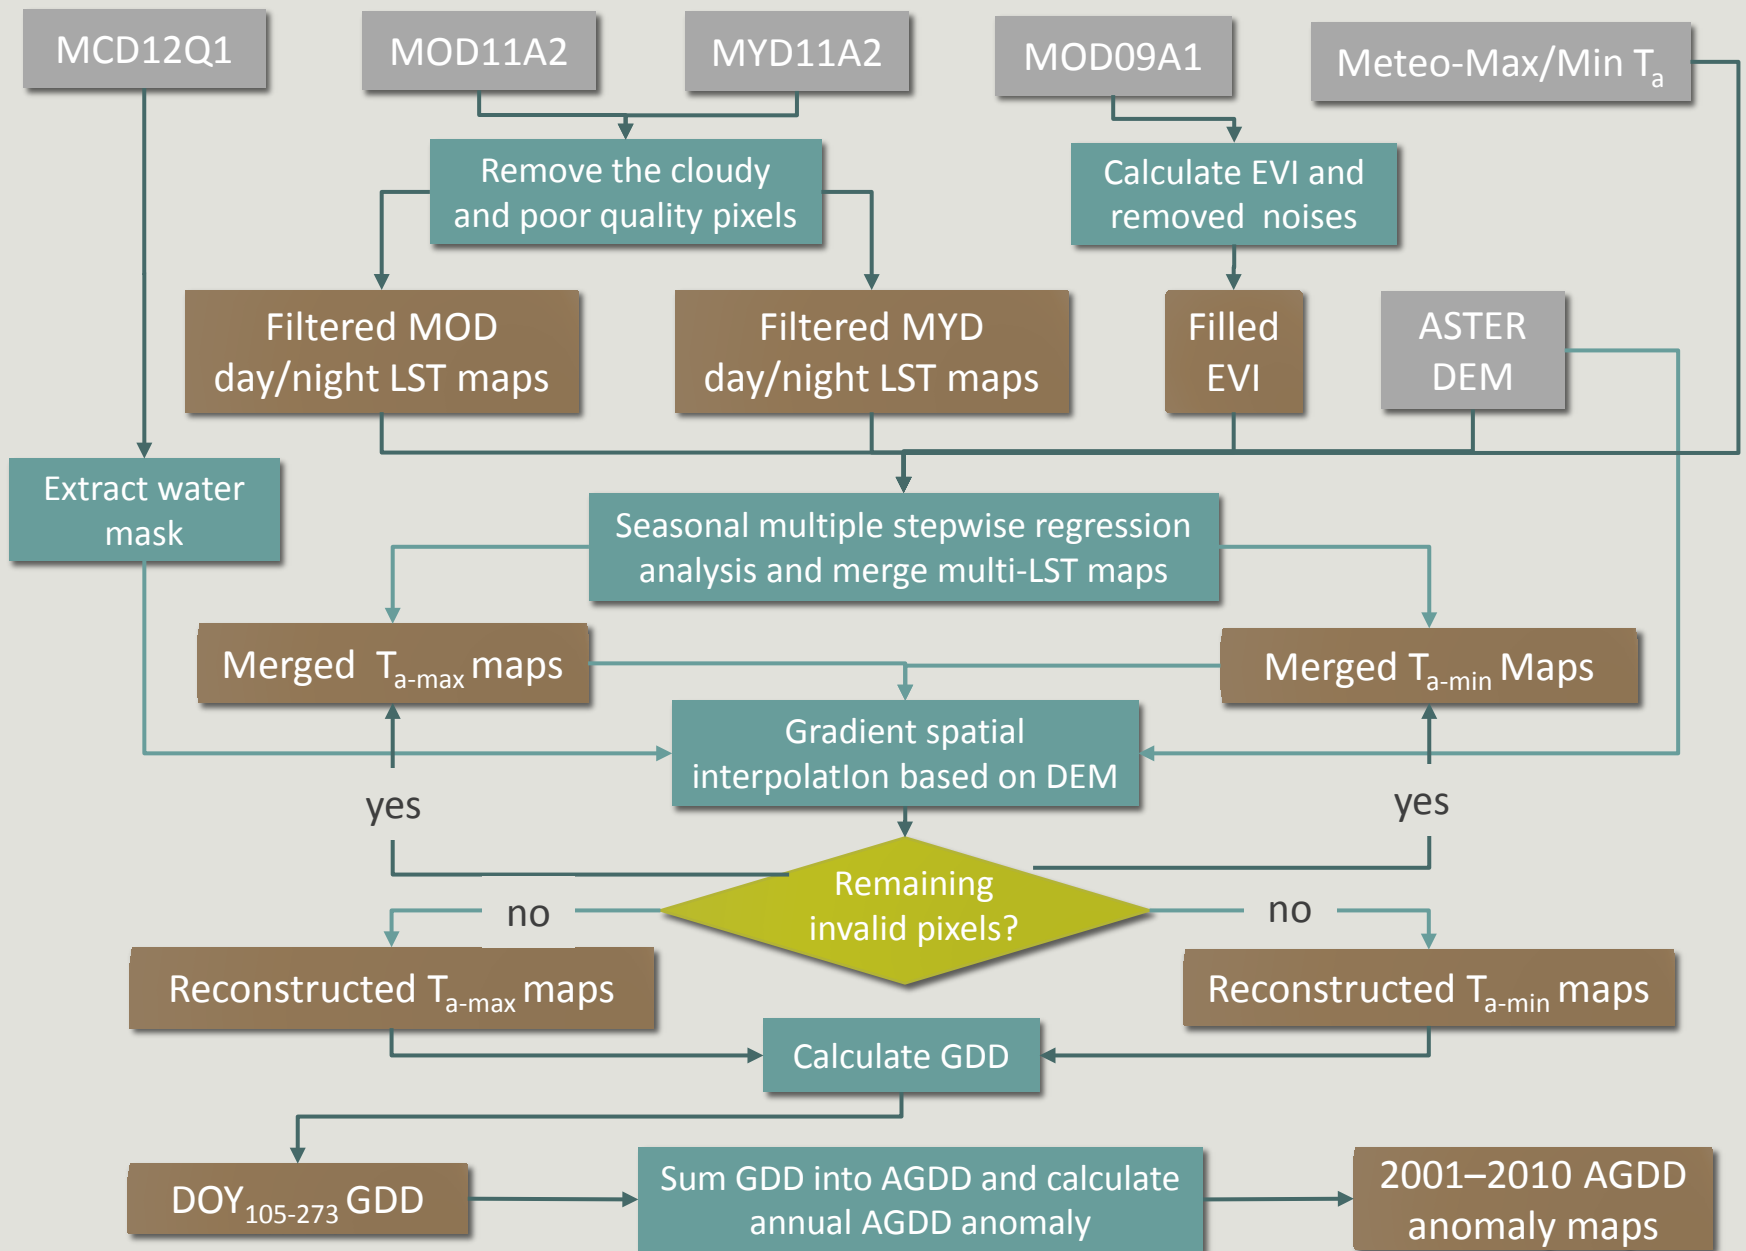 MCD12Q1
MOD11A2
MYD11A2
MOD09A1
Meteo-Max/Min Ta
Remove the cloudy
and poor quality pixels
Calculate EVI and
removed noises
Filtered MOD
day/night LST maps
Filtered MYD
day/night LST maps
Filled
EVI
ASTER
DEM
Extract water
mask
Seasonal multiple stepwise regression
analysis and merge multi-LST maps
Merged Ta-max maps
Merged Ta-min Maps
Gradient spatial
interpolatIon based on DEM
yes
yes
Remaining
invalid pixels?
no
no
Reconstructed Ta-max maps
Reconstructed Ta-min maps
Calculate GDD
DOY105-273 GDD
Sum GDD into AGDD and calculate
annual AGDD anomaly
2001–2010 AGDD
anomaly maps